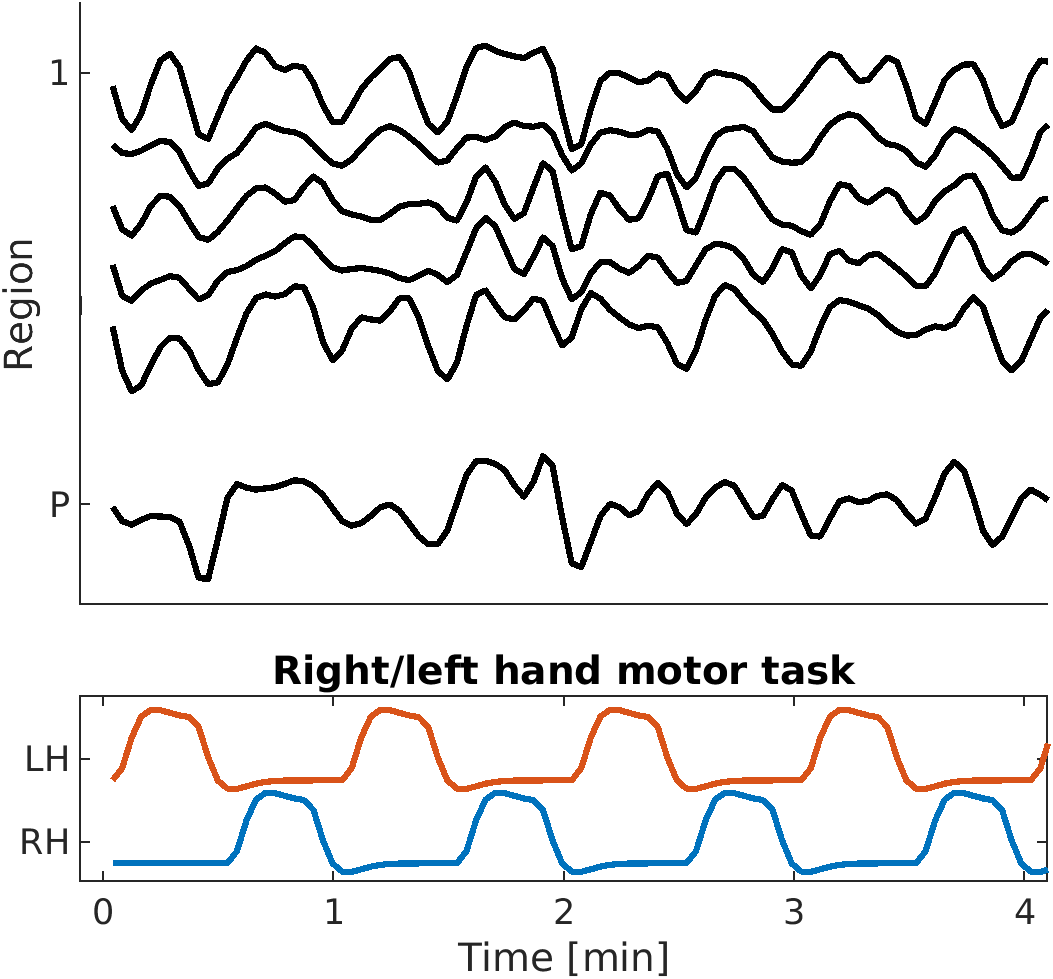 1
Region
P
Right/left hand motor task
LH
RH
0 1 2 3 4
Time [min]